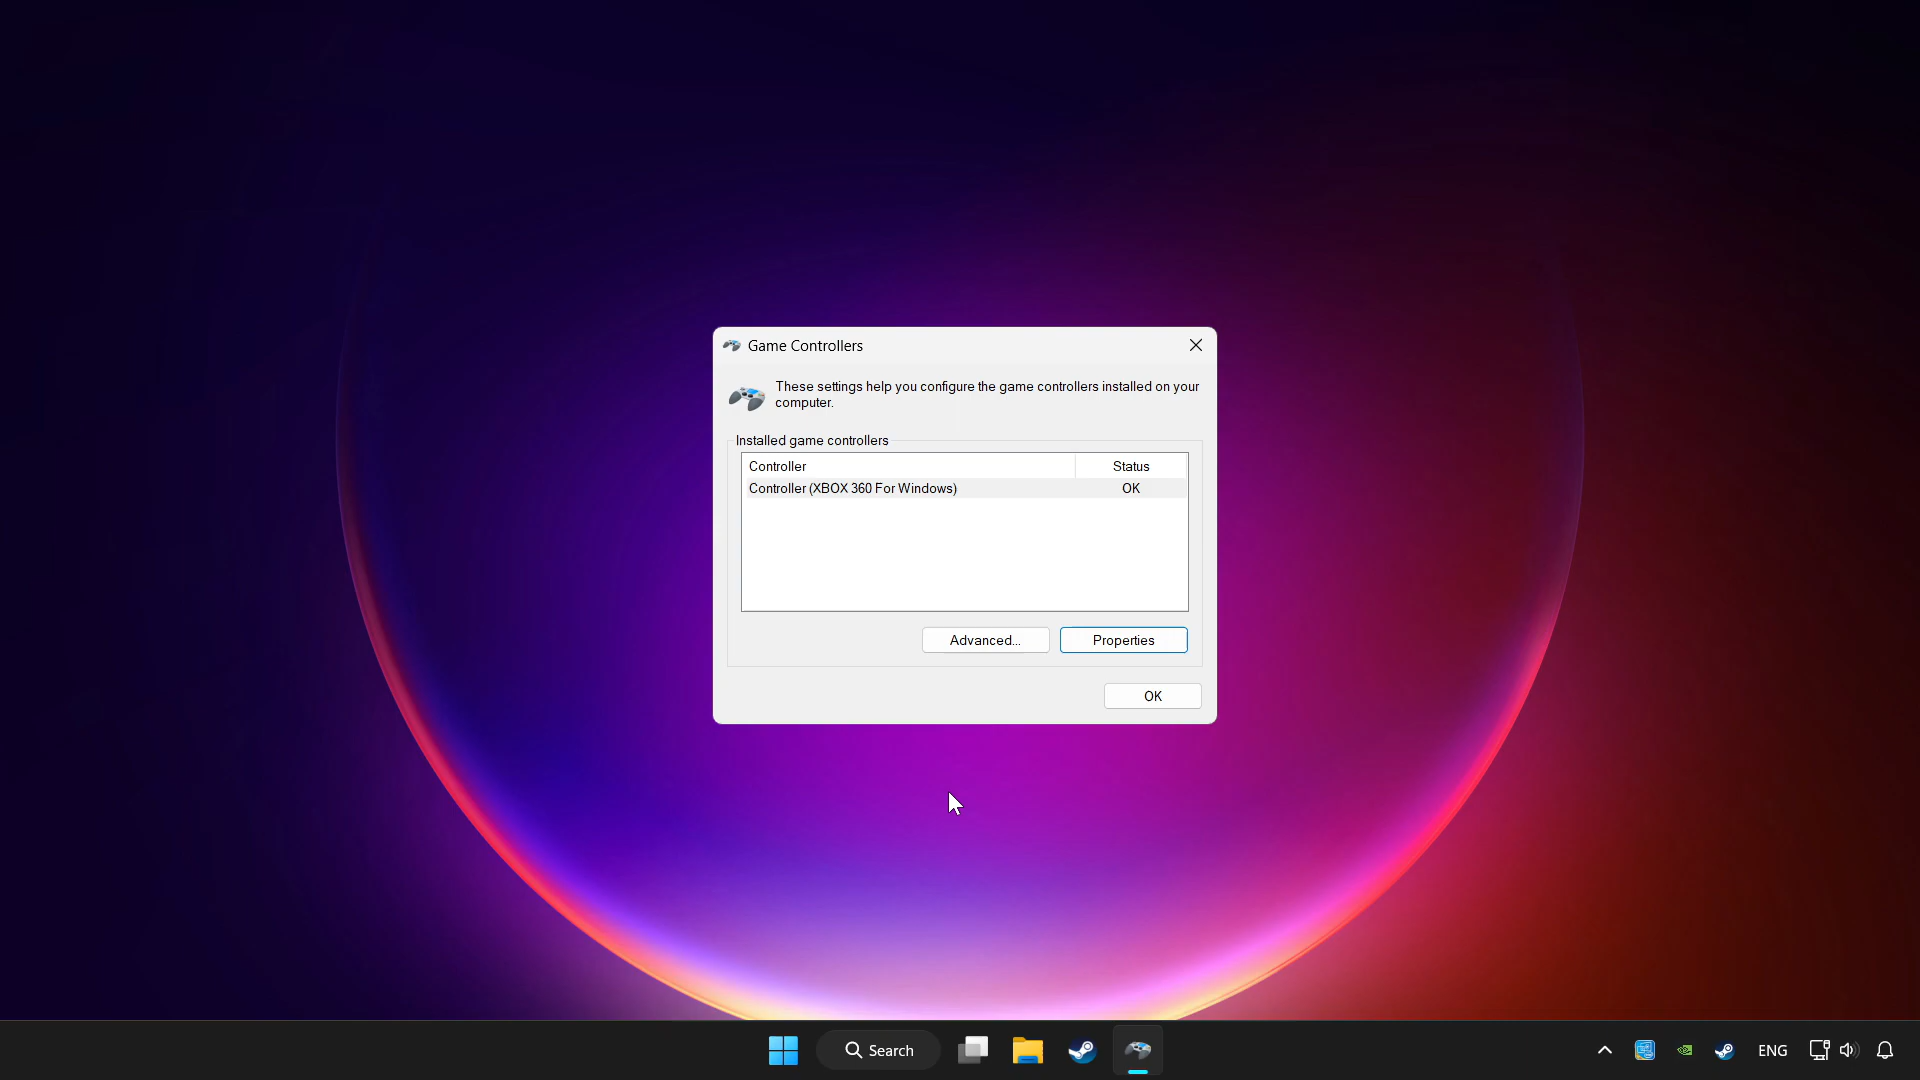 Game Controllers
These settings help you configure the game controllers installed on your
computer.
Installed game controllers
Controller Status
Controller (XBOX 360 For Windows) OK
Advanced... Properties
OK
Search ENG